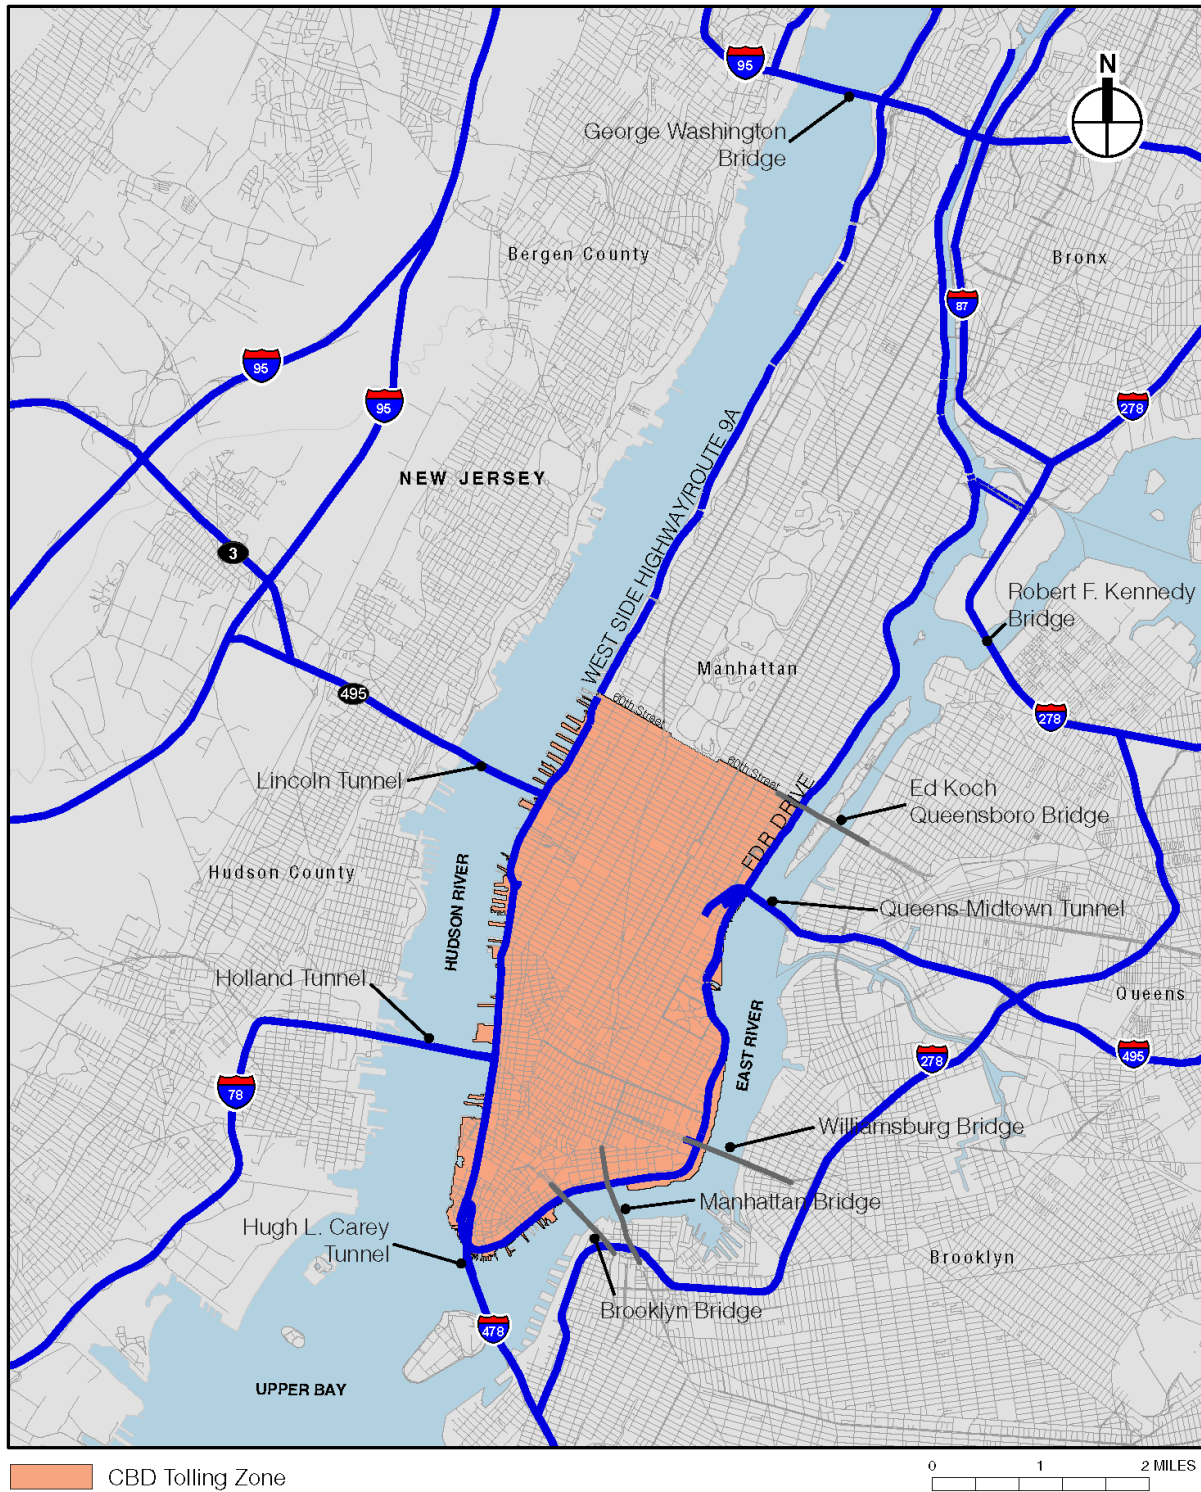 95
N
George Washington
Bridge
Bergen County
Bronx
87
95
95
278
NEW JERSEY
WEST SIDE HIGHWAY/ROUTE 9A
3
Robert F. Kennedy
Bridge
Manhattan
495
60th Street
278
60th Street
Lincoln Tunnel
Ed Koch
Queensboro Bridge
FDR DRIVE
Hudson County
HUDSON RIVER
Queens-Midtown Tunnel
Holland Tunnel
Queens
EAST RIVER
278
495
78
Williamsburg Bridge
Manhattan Bridge
Hugh L. Carey
Tunnel
Brooklyn
Brooklyn Bridge
478
UPPER BAY
CBD Tolling Zone
0 1 2 MILES